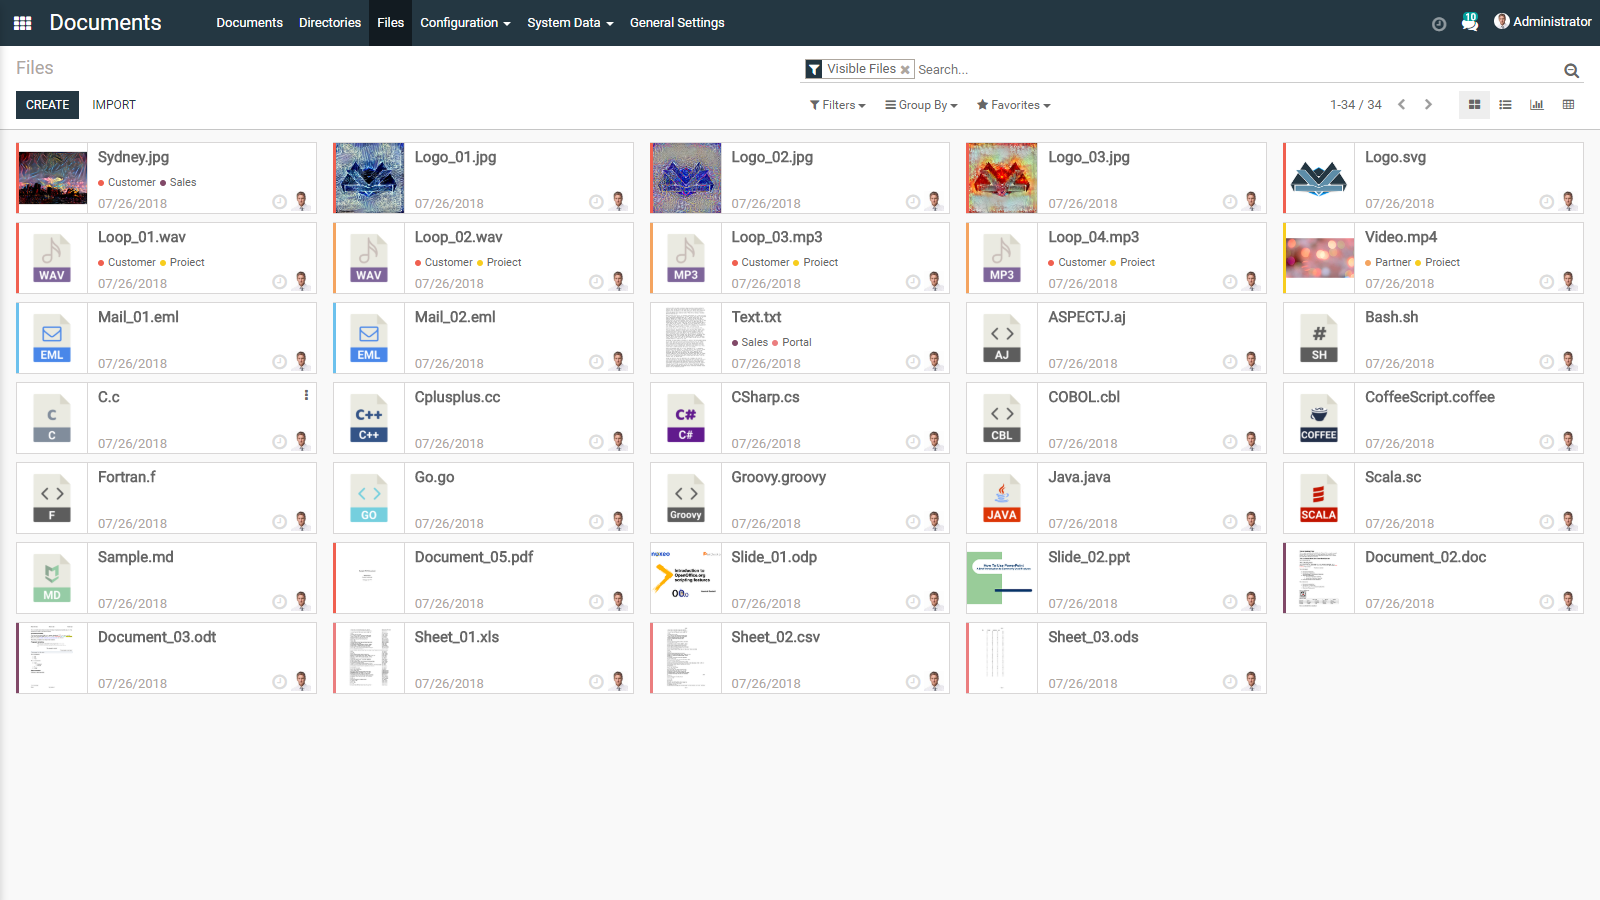 Documents Documents Directories Files Configuration System Data General Settings 10 Administrator
Files Visible Files Search...
CREATE IMPORT Filters Group By Favorites 1-34 / 34
Sydney.jpg
Customer Sales
07/26/2018
Logo_01.jpg
07/26/2018
Logo_02.jpg
07/26/2018
Logo_03.jpg
07/26/2018
Logo.svg
07/26/2018
WAV
Loop_01.wav
Customer Project
07/26/2018
WAV
Loop_02.wav
Customer Project
07/26/2018
MP3
Loop_03.mp3
Customer Project
07/26/2018
MP3
Loop_04.mp3
Customer Project
07/26/2018
Video.mp4
Partner Project
07/26/2018
EML
Mail_01.eml
07/26/2018
EML
Mail_02.eml
07/26/2018
Text.txt
Sales Portal
07/26/2018
AJ
ASPECTJ.aj
07/26/2018
# SH
Bash.sh
07/26/2018
C
C
C.c
07/26/2018
C++
C++
Cplusplus.cc
07/26/2018
C#
C#
CSharp.cs
07/26/2018
CBL
COBOL.cbl
07/26/2018
COFFEE
CoffeeScript.coffee
07/26/2018
F
Fortran.f
07/26/2018
GO
Go.go
07/26/2018
Groovy
Groovy.groovy
07/26/2018
JAVA
Java.java
07/26/2018
SCALA
Scala.sc
07/26/2018
MD
Sample.md
07/26/2018
Document_05.pdf
07/26/2018
nuxeo
Introduction to
OpenOffice.org
scripting features
Slide_01.odp
07/26/2018
How To Use PowerPoint
Slide_02.ppt
07/26/2018
Document_02.doc
07/26/2018
Document_03.odt
07/26/2018
Sheet_01.xls
07/26/2018
Sheet_02.csv
07/26/2018
Sheet_03.ods
07/26/2018